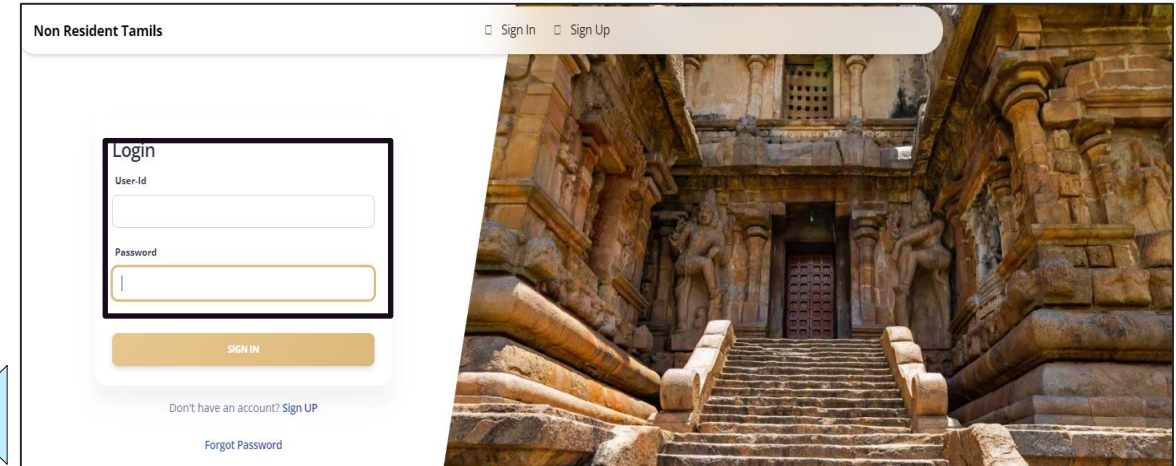 Non Resident Tamils
Sign In Sign Up
Login
User-Id
Password
SIGN IN
Don't have an account? Sign UP
Forgot Password